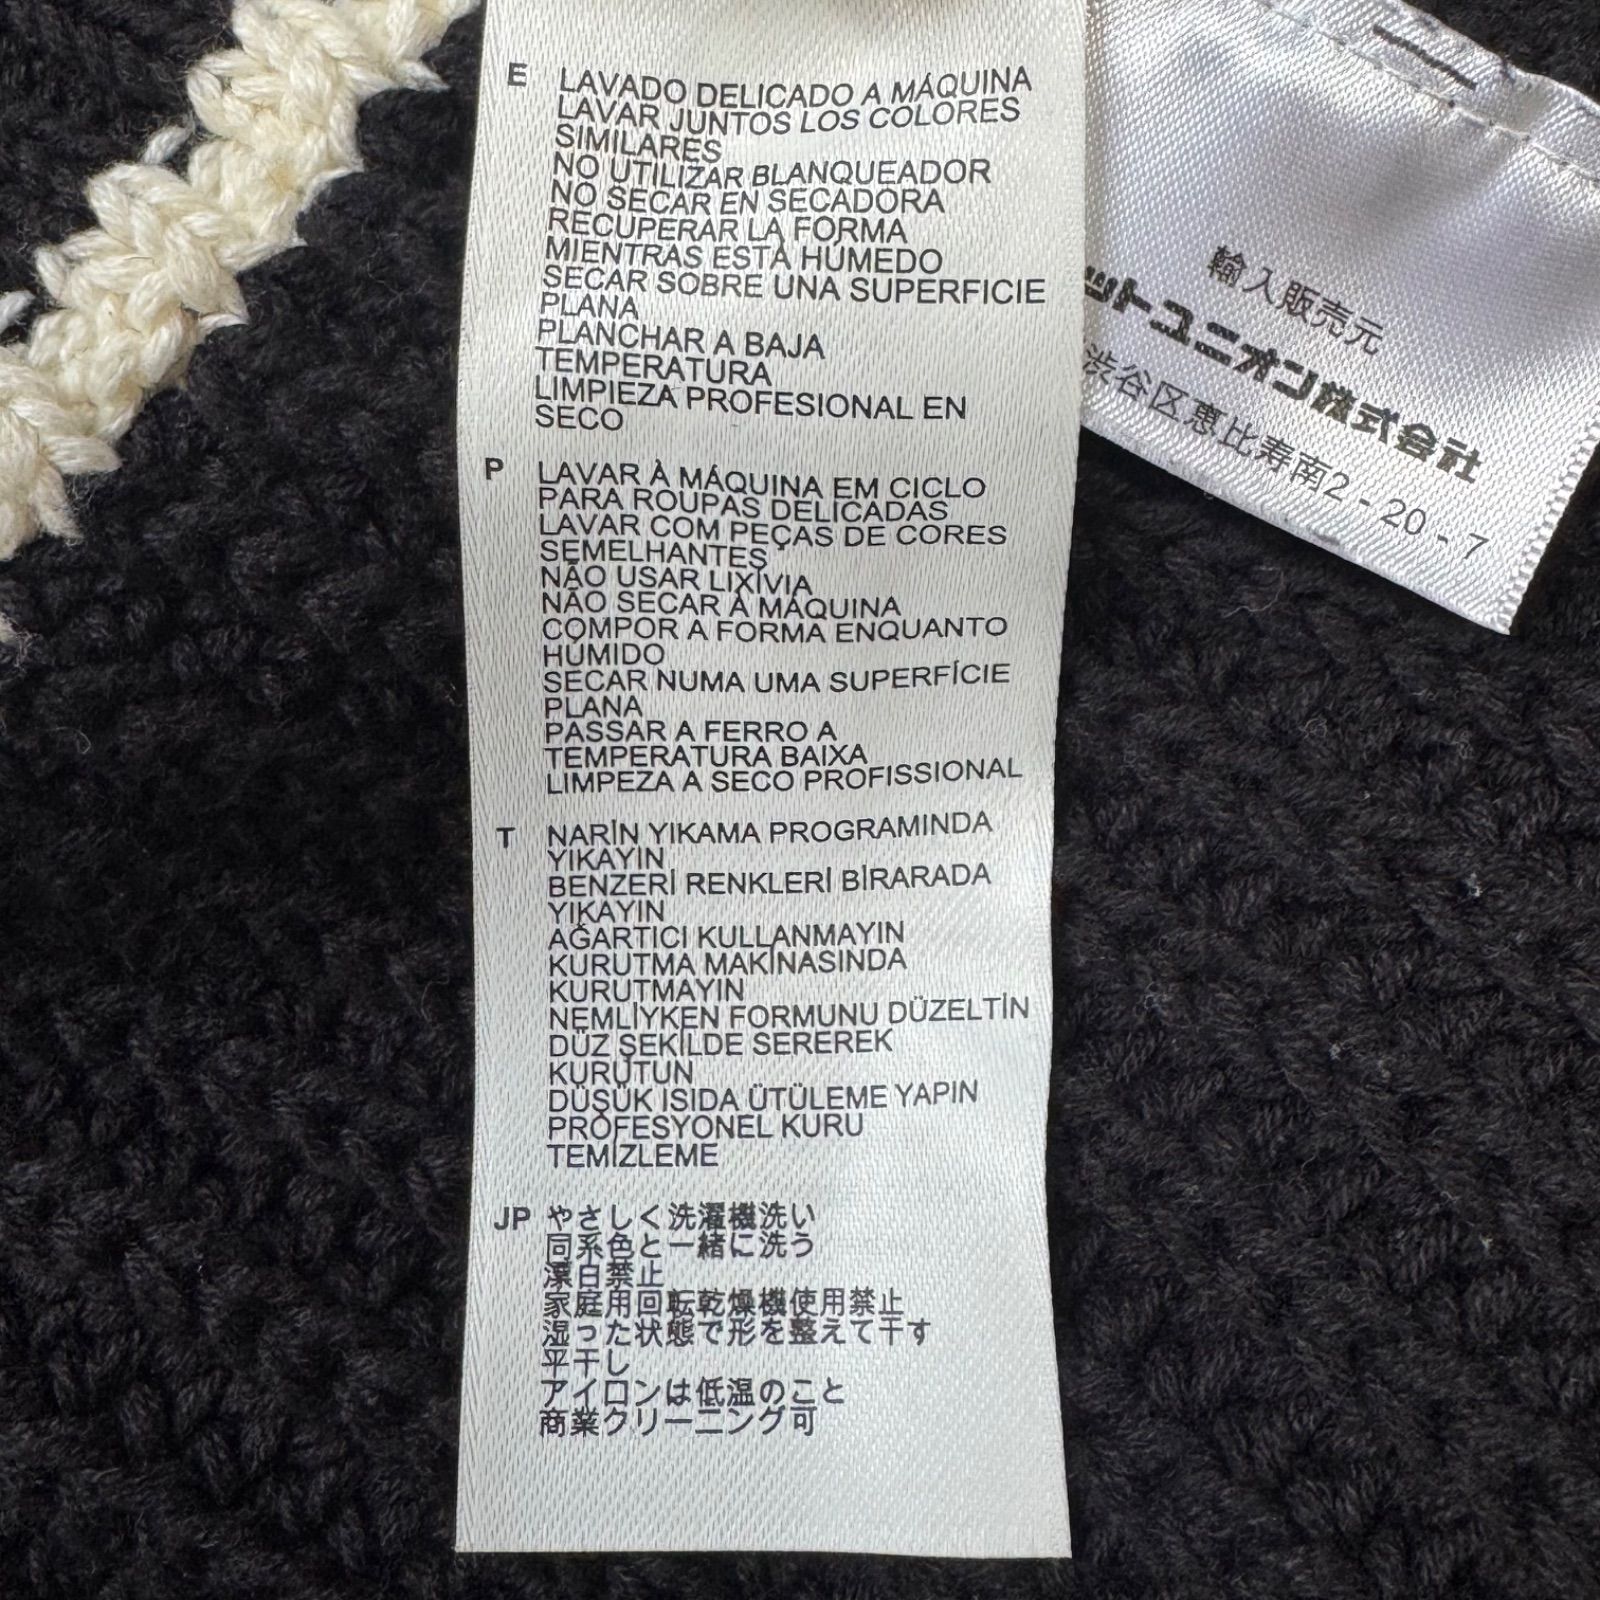 E LAVADO DELICADO A MÁQUINA
LAVAR JUNTOS LOS COLORES
SIMILARES
NO UTILIZAR BLANQUEADOR
NO SECAR EN SECADORA
RECUPERAR LA FORMA
MIENTRAS ESTÁ HÚMEDO
SECAR SOBRE UNA SUPERFICIE
PLANA
PLANCHAR A BAJA
TEMPERATURA
LIMPIEZA PROFESIONAL EN
SECO
P LAVAR À MÁQUINA EM CICLO
PARA ROUPAS DELICADAS
LAVAR COM PEÇAS DE CORES
SEMELHANTES
NÃO USAR LIXÍVIA
NÃO SECAR À MÁQUINA
COMPOR A FORMA ENQUANTO
HÚMIDO
SECAR NUMA UMA SUPERFÍCIE
PLANA
PASSAR A FERRO A
TEMPERATURA BAIXA
LIMPEZA A SECO PROFISSIONAL
T NARİN YIKAMA PROGRAMINDA
YIKAYIN
BENZERİ RENKLERİ BİRARADA
YIKAYIN
AĞARTICI KULLANMAYIN
KURUTMA MAKİNASINDA
KURUTMAYIN
NEMLİYKEN FORMUNU DÜZELTİN
DÜZ ŞEKİLDE SEREREK
KURUTUN
DÜŞÜK ISIDA ÜTÜLEME YAPIN
PROFESYONEL KURU
TEMİZLEME
JP やさしく洗濯機洗い
同系色と一緒に洗う
漂白禁止
家庭用回転乾燥機使用禁止
湿った状態で形を整えて干す
平干し
アイロンは低温のこと
商業クリーニング可
輸入販売元
ットユニオン株式会社
渋谷区恵比寿南2-20-7